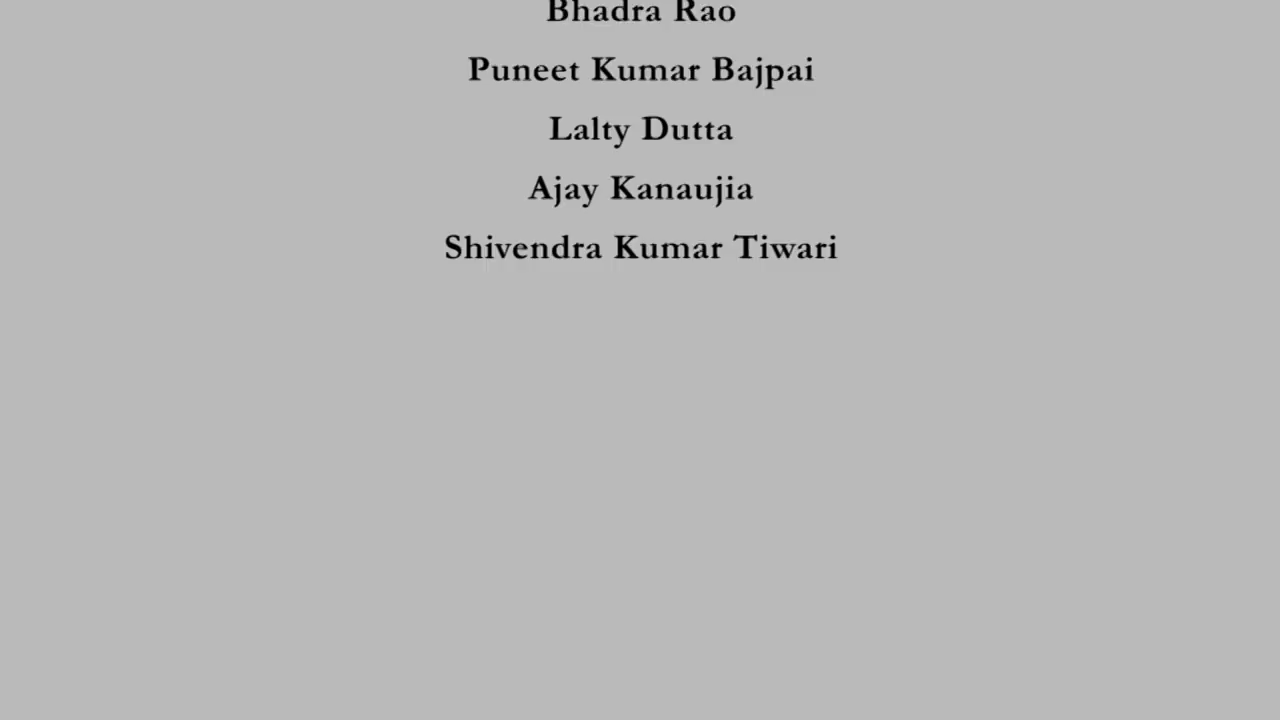 Bhadra Rao
Puneet Kumar Bajpai
Lalty Dutta
Ajay Kanaujia
Shivendra Kumar Tiwari